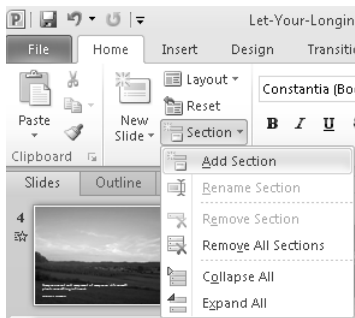 Let-Your-Longin
File Home Insert Design Transiti
Paste
New
Slide
Layout
Reset
Section
Constantia (Bo
B I U
Clipboard
Add Section
Rename Section
Remove Section
Remove All Sections
Collapse All
Expand All
Slides Outline
4